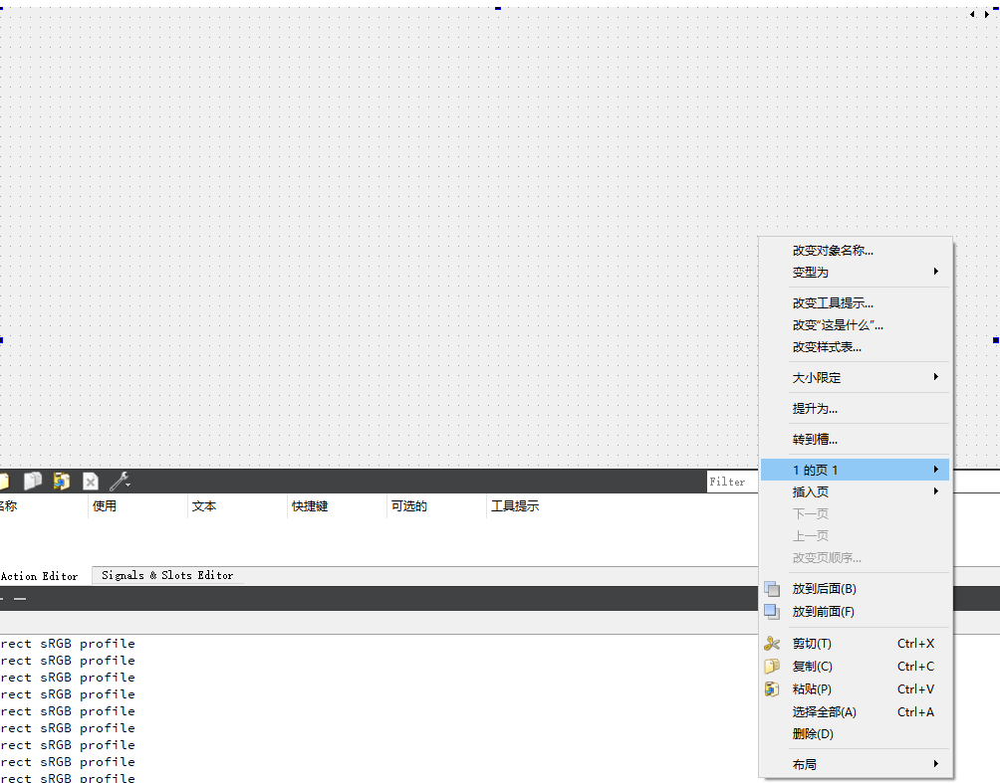 改变对象名称...
变型为
改变工具提示...
改变“这是什么”...
改变样式表...
大小限定
提升为...
转到槽...
1 的页 1
插入页
下一页
上一页
改变页顺序...
放到后面(B)
放到前面(F)
剪切(T) Ctrl+X
复制(C) Ctrl+C
粘贴(P) Ctrl+V
选择全部(A) Ctrl+A
删除(D)
布局
Filter
名称 使用 文本 快捷键 可选的 工具提示
Action Editor Signals & Slots Editor
rect sRGB profile
rect sRGB profile
rect sRGB profile
rect sRGB profile
rect sRGB profile
rect sRGB profile
rect sRGB profile
rect sRGB profile
rect sRGB profile